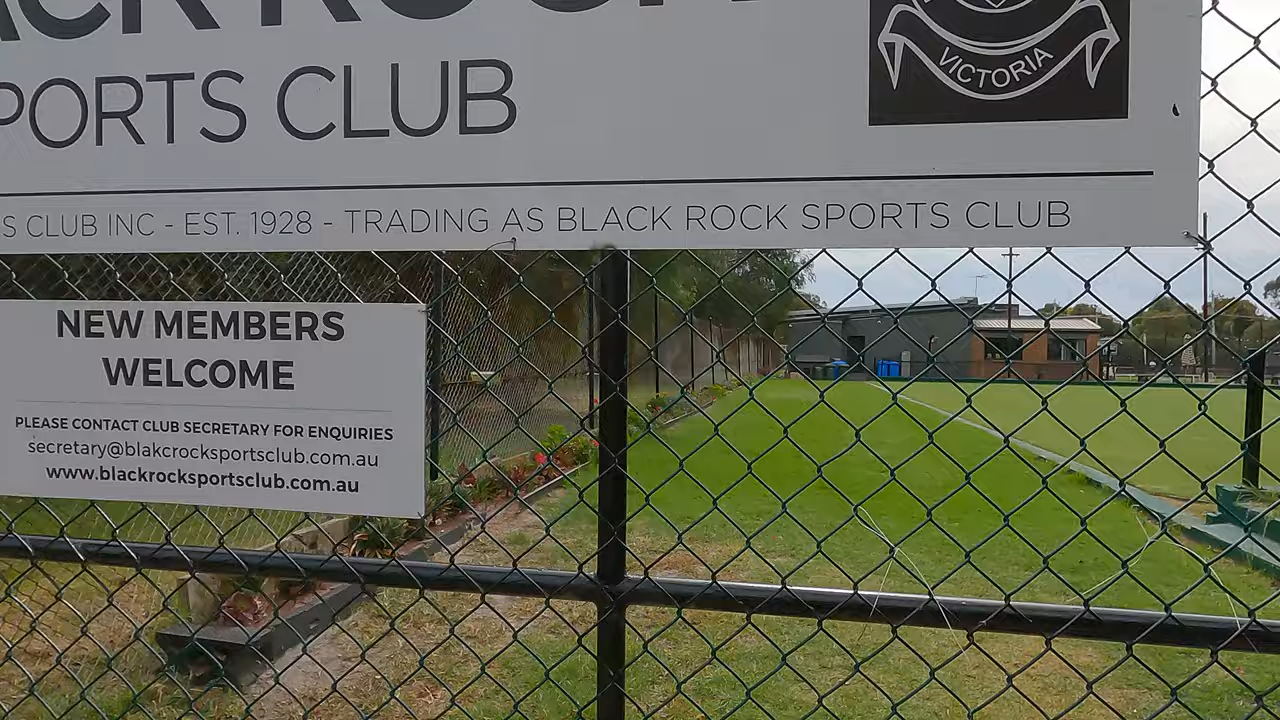 SPORTS CLUB
VICTORIA
S CLUB INC - EST. 1928 - TRADING AS BLACK ROCK SPORTS CLUB
NEW MEMBERS
WELCOME
PLEASE CONTACT CLUB SECRETARY FOR ENQUIRIES
secretary@blakcrocksportsclub.com.au
www.blackrocksportsclub.com.au